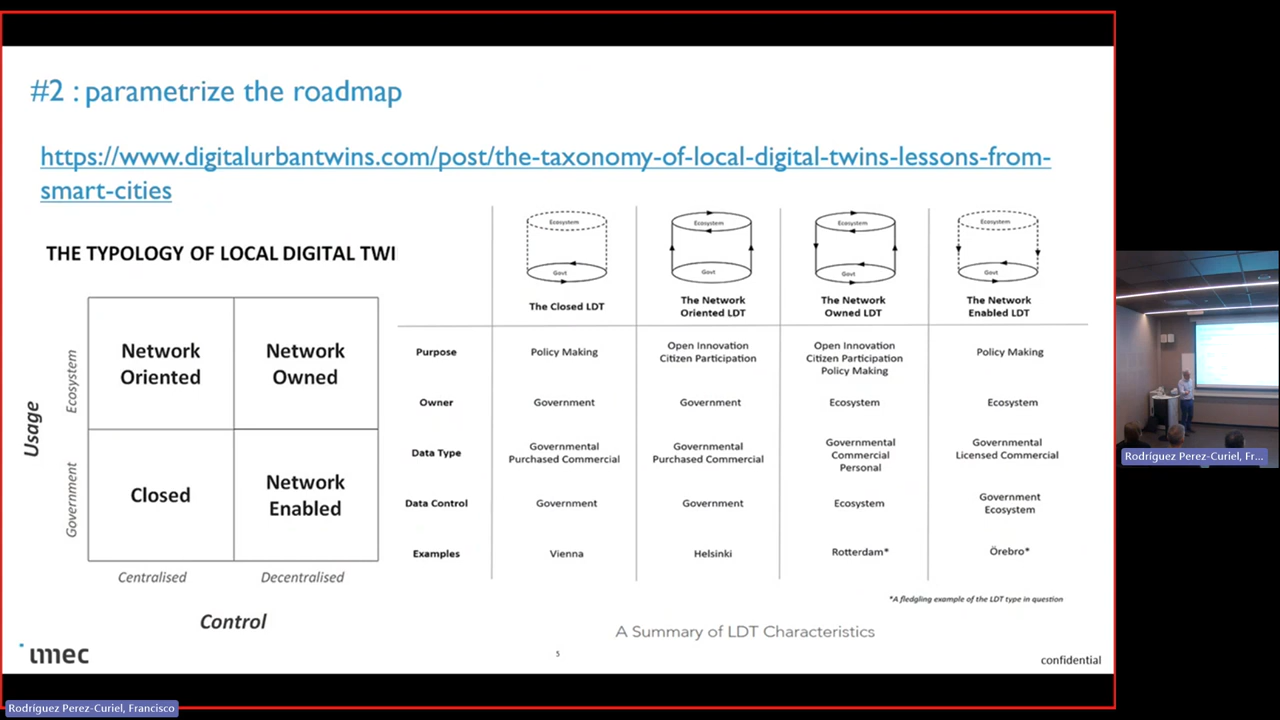 #2 : parametrize the roadmap
https://www.digitalurbantwins.com/post/the-taxonomy-of-local-digital-twins-lessons-from-
smart-cities
THE TYPOLOGY OF LOCAL DIGITAL TWI
Usage
Ecosystem
Government
Network
Oriented
Network
Owned
Closed
Network
Enabled
Centralised
Decentralised
Control
Ecosystem
Govt
Ecosystem
Govt
Ecosystem
Govt
Ecosystem
Govt
The Closed LDT
The Network
Oriented LDT
The Network
Owned LDT
The Network
Enabled LDT
Purpose
Policy Making
Open Innovation
Citizen Participation
Open Innovation
Citizen Participation
Policy Making
Policy Making
Owner
Government
Government
Ecosystem
Ecosystem
Data Type
Governmental
Purchased Commercial
Governmental
Purchased Commercial
Governmental
Commercial
Personal
Governmental
Licensed Commercial
Data Control
Government
Government
Ecosystem
Government
Ecosystem
Examples
Vienna
Helsinki
Rotterdam*
Örebro*
*A fledgling example of the LDT type in question
A Summary of LDT Characteristics
imec
5
confidential
Rodríguez Perez-Curiel, Francisco
Rodríguez Perez-Curiel, Fr...